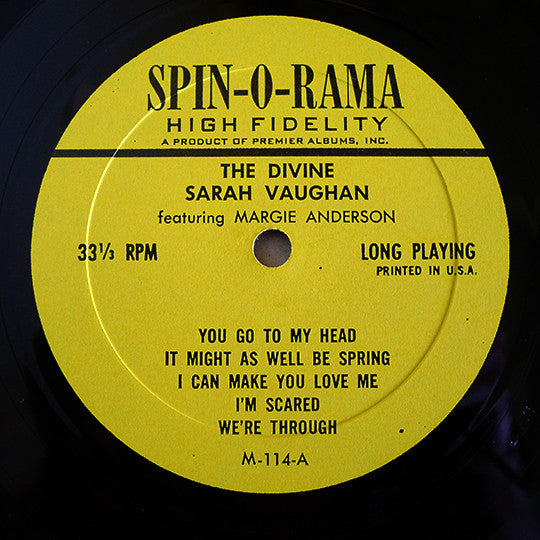 SPIN-O-RAMA
HIGH FIDELITY
A PRODUCT OF PREMIER ALBUMS, INC.
THE DIVINE
SARAH VAUGHAN
featuring MARGIE ANDERSON
33⅓ RPM
LONG PLAYING
PRINTED IN U.S.A.
YOU GO TO MY HEAD
IT MIGHT AS WELL BE SPRING
I CAN MAKE YOU LOVE ME
I'M SCARED
WE'RE THROUGH
M-114-A